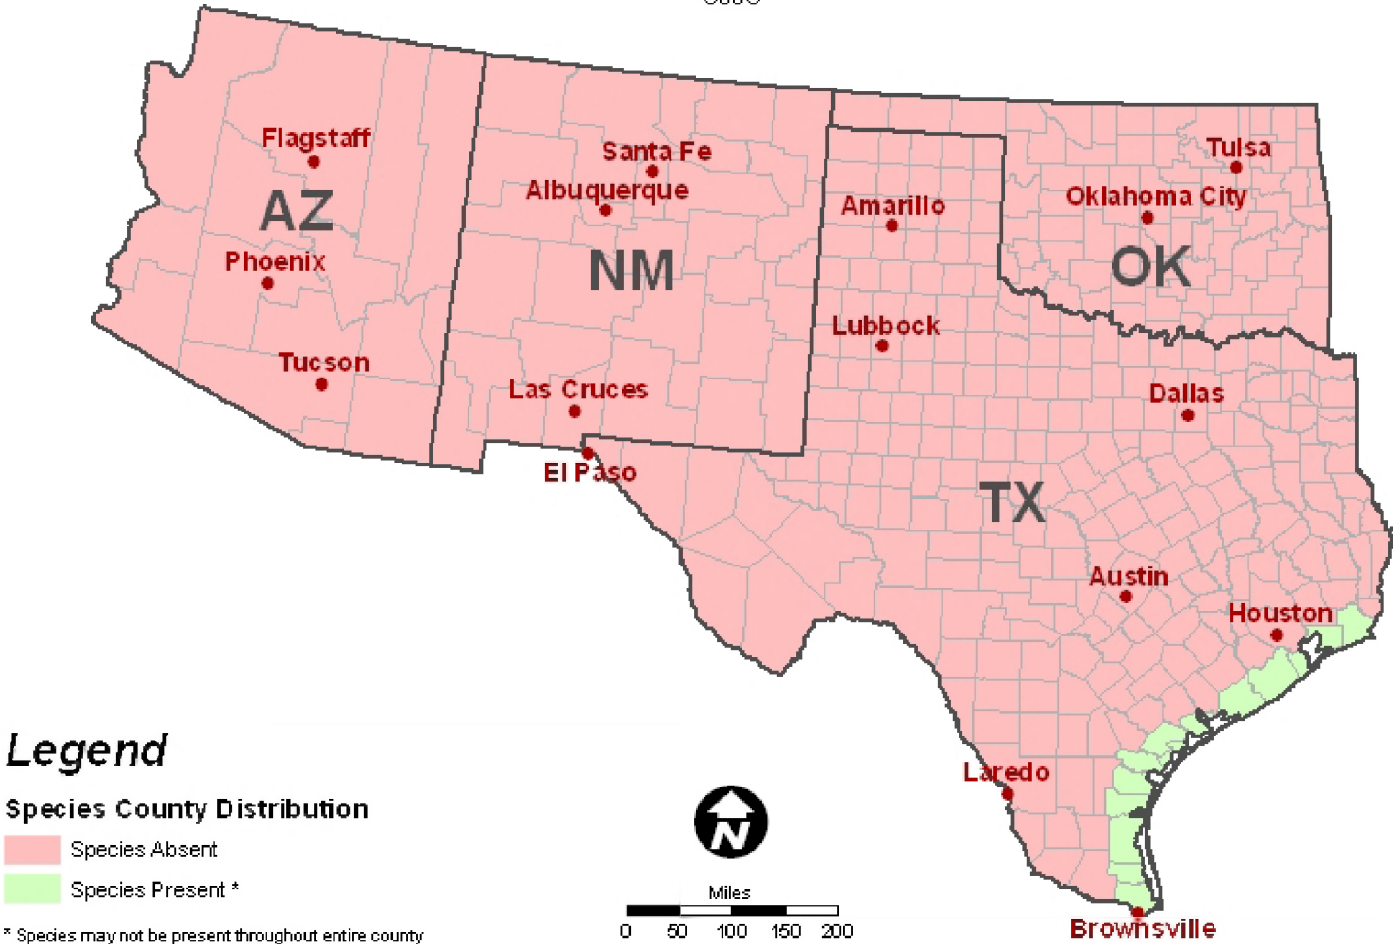 Flagstaff
Santa Fe
Tulsa
Albuquerque
Oklahoma City
AZ
Amarillo
Phoenix
NM
OK
Lubbock
Tucson
Las Cruces
Dallas
El Paso
TX
Austin
Houston
Legend
Laredo
Species County Distribution
Species Absent
Species Present *
N
Miles
0 50 100 150 200
Brownsville
* Species may not be present throughout entire county